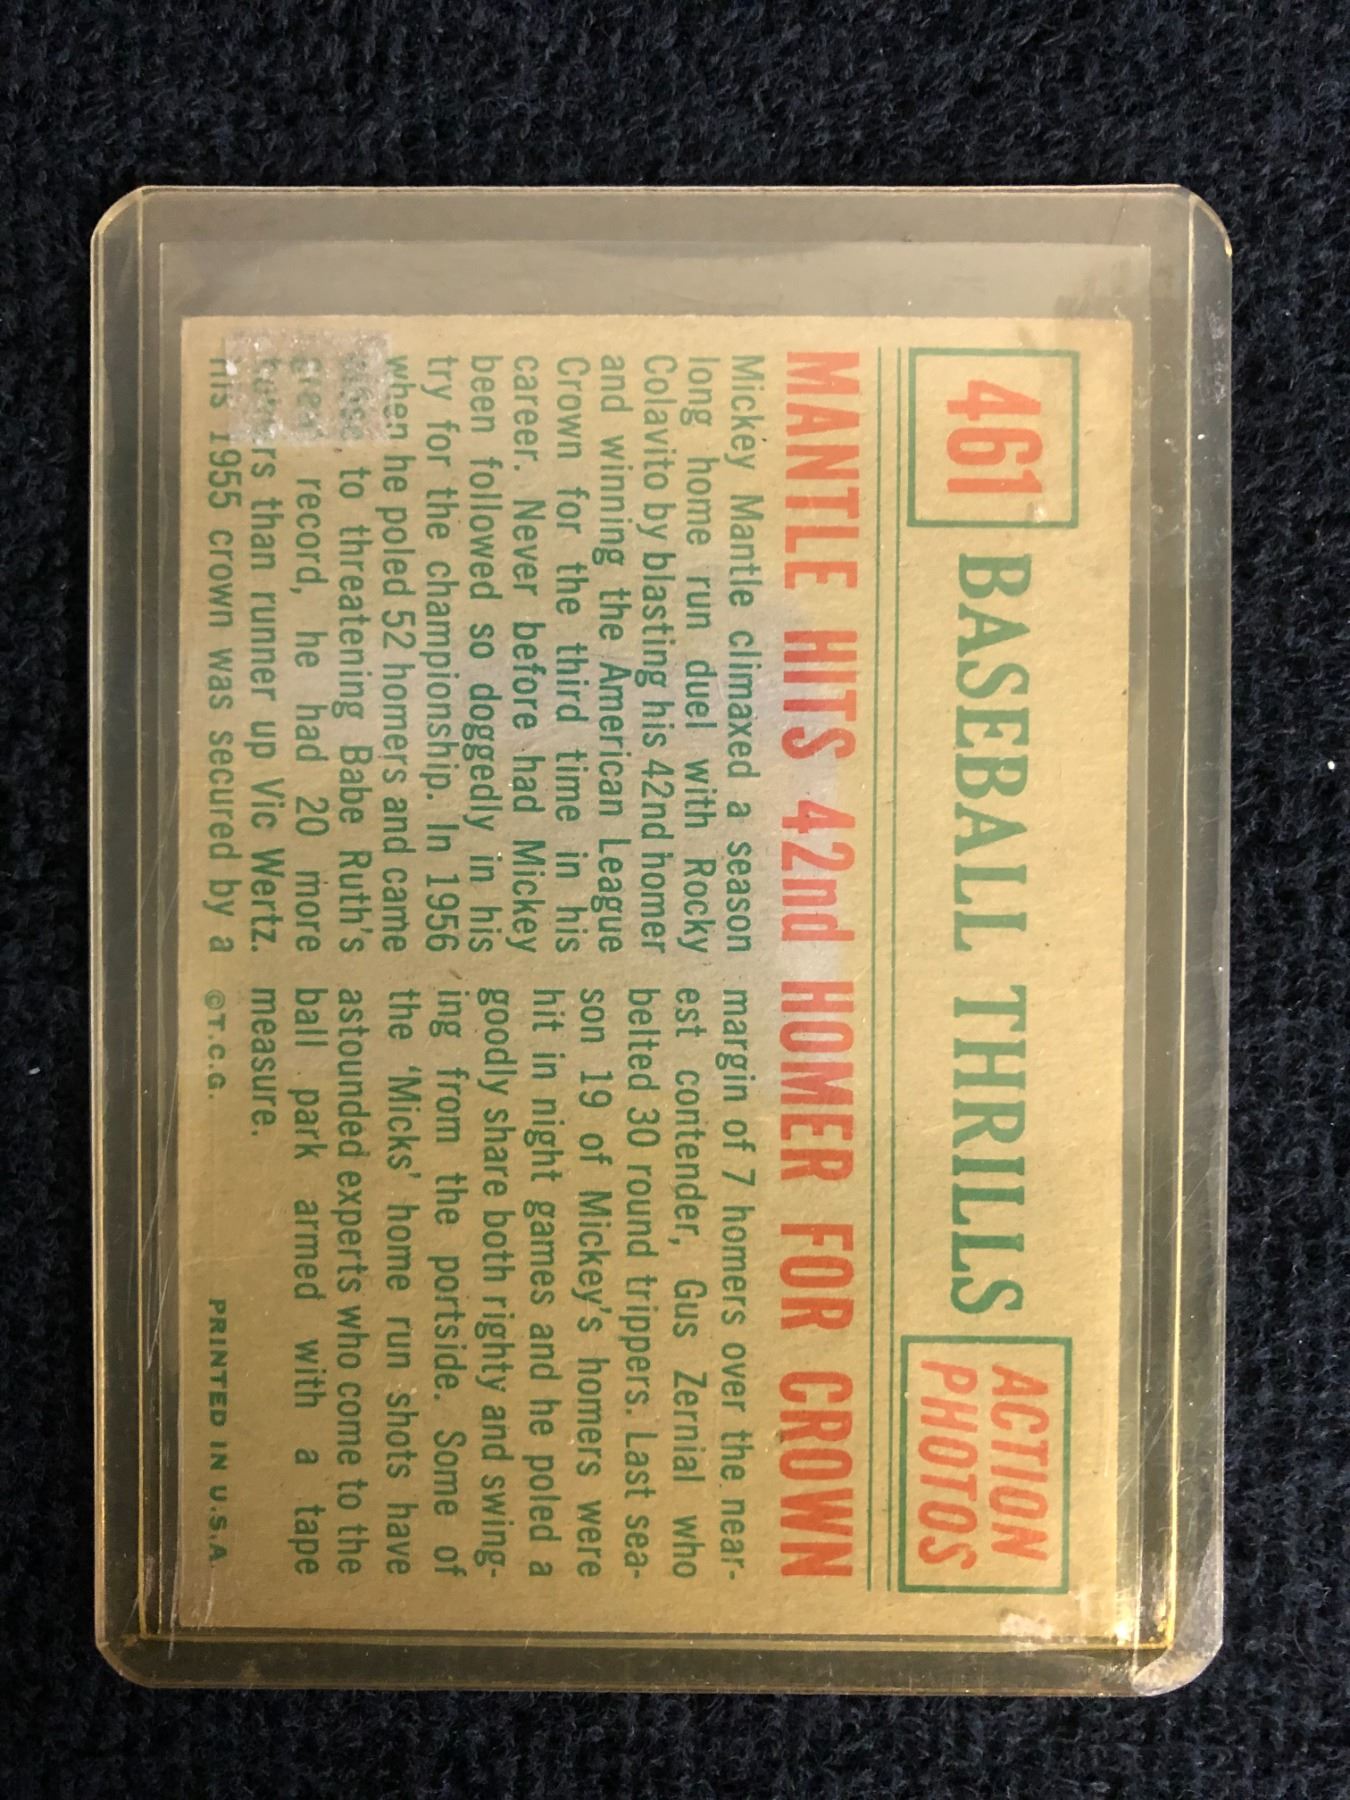 461
BASEBALL THRILLS
ACTION
PHOTOS
MANTLE HITS 42nd HOMER FOR CROWN
Mickey Mantle climaxed a season
long home run duel with Rocky
Colavito by blasting his 42nd homer
and winning the American League
Crown for the third time in his
career. Never before had Mickey
been followed so doggedly in his
try for the championship. In 1956
when he poled 52 homers and came
close to threatening Babe Ruth's
great record, he had 20 more
than runner up Vic Wertz.
his 1955 crown was secured by a
margin of 7 homers over the near-
est contender, Gus Zernial who
belted 30 round trippers. Last sea-
son 19 of Mickey's homers were
hit in night games and he poled a
goodly share both righty and swing-
ing from the portside. Some of
the 'Micks' home run shots have
astounded experts who come to the
ball park armed with a tape
measure.
© T.C.G.
PRINTED IN U.S.A.